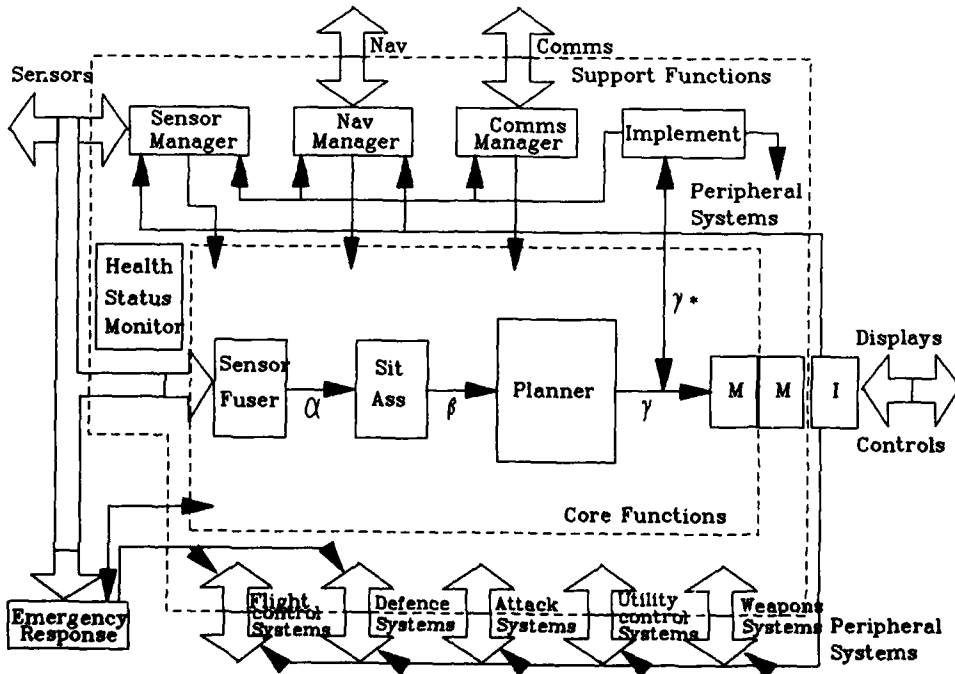 Nav
Comms
Sensors
Support Functions
Sensor
Manager
Nav
Manager
Comms
Manager
Implement
Peripheral
Systems
Health
Status
Monitor
γ *
Displays
Sensor
Fuser
Sit
Ass
Planner
M
M
I
α
β
γ
Controls
Core Functions
Emergency
Response
Flight
control
Systems
Defence
Systems
Attack
Systems
Utility
control
Systems
Weapons
Systems
Peripheral
Systems